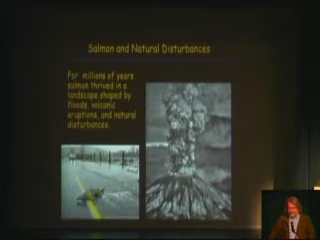 Salmon and Natural Disturbances
For millions of years
salmon thrived in a
landscape shaped by
floods, volcanic
eruptions, and natural
disturbances.